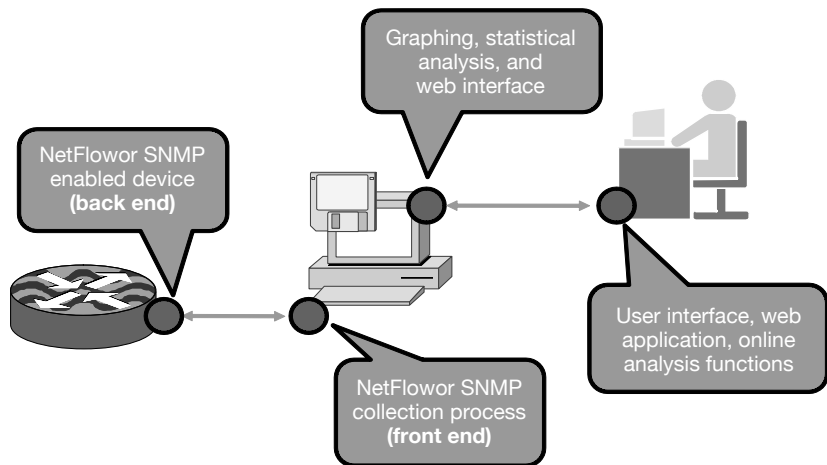 Graphing, statistical
analysis, and
web interface
NetFlowor SNMP
enabled device
(back end)
User interface, web
application, online
analysis functions
NetFlowor SNMP
collection process
(front end)